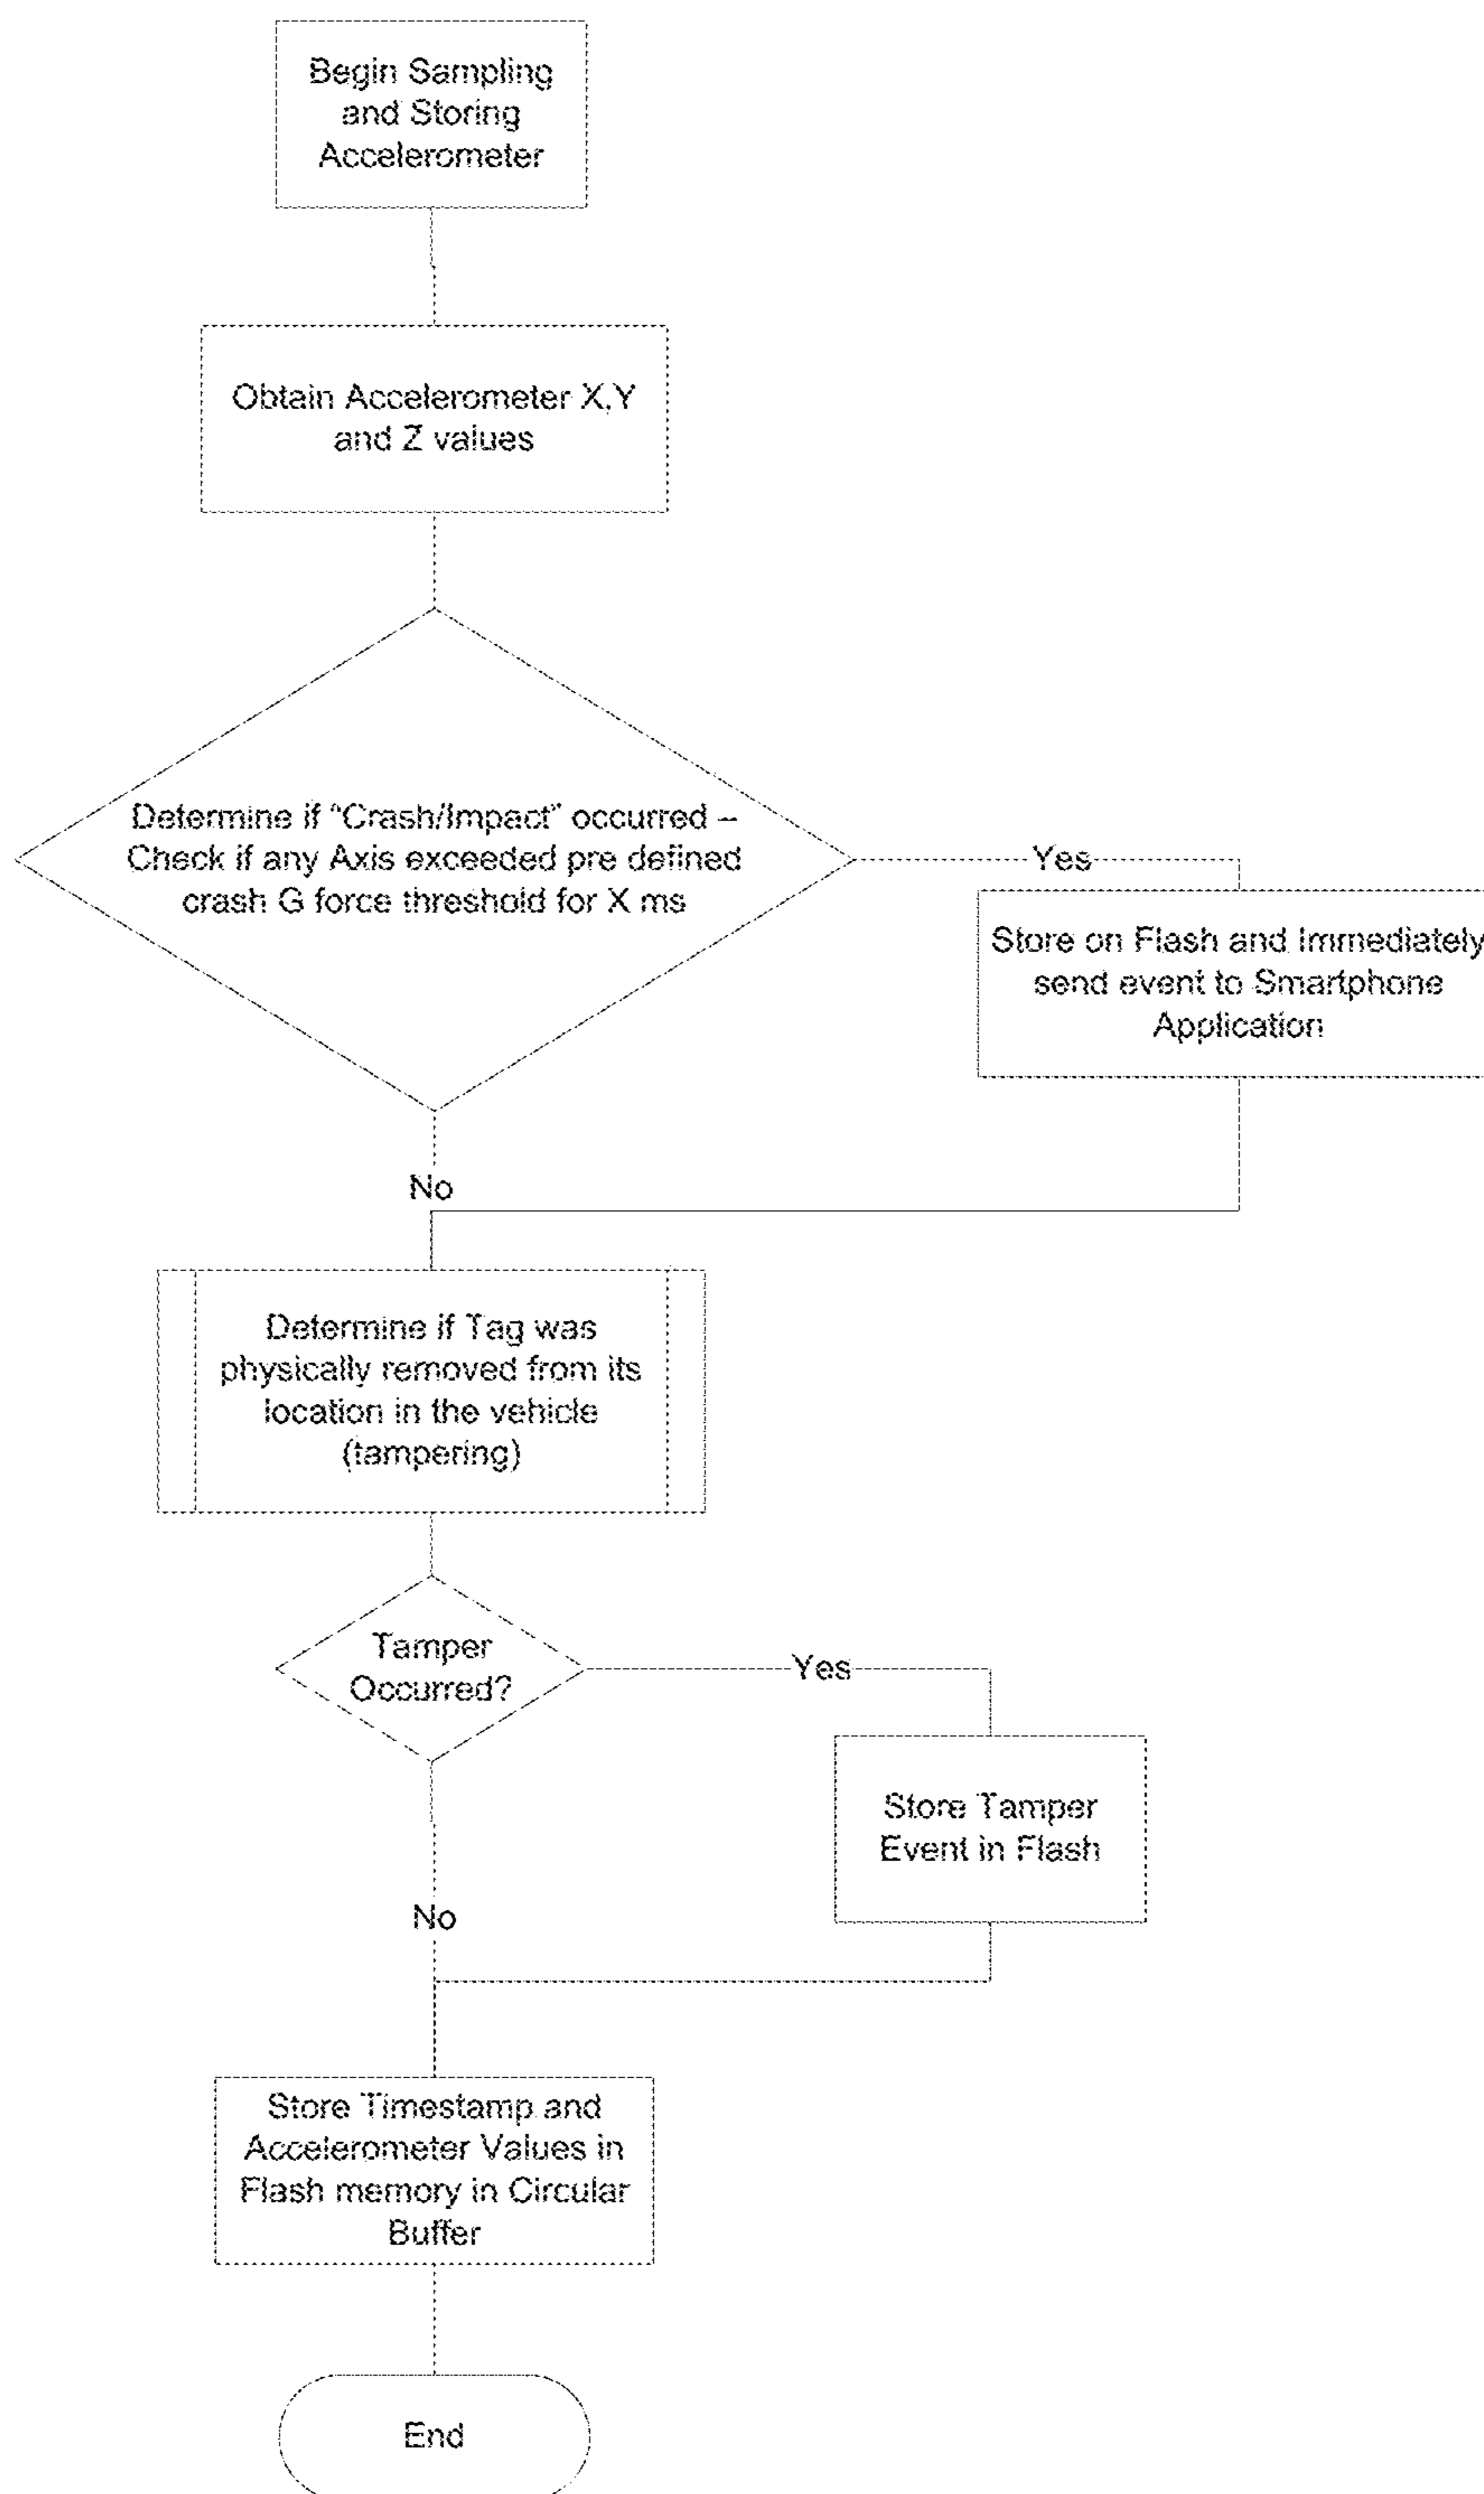 Begin Sampling
and Storing
Accelerometer
Obtain Accelerometer X,Y
and Z values
Determine if "Crash/Impact" occurred –
Check if any Axis exceeded pre defined
crash G force threshold for X ms
Yes
Store on Flash and Immediately
send event to Smartphone
Application
No
Determine if Tag was
physically removed from its
location in the vehicle
(tampering)
Tamper
Occurred?
Yes
Store Tamper
Event in Flash
No
Store Timestamp and
Accelerometer Values in
Flash memory in Circular
Buffer
End